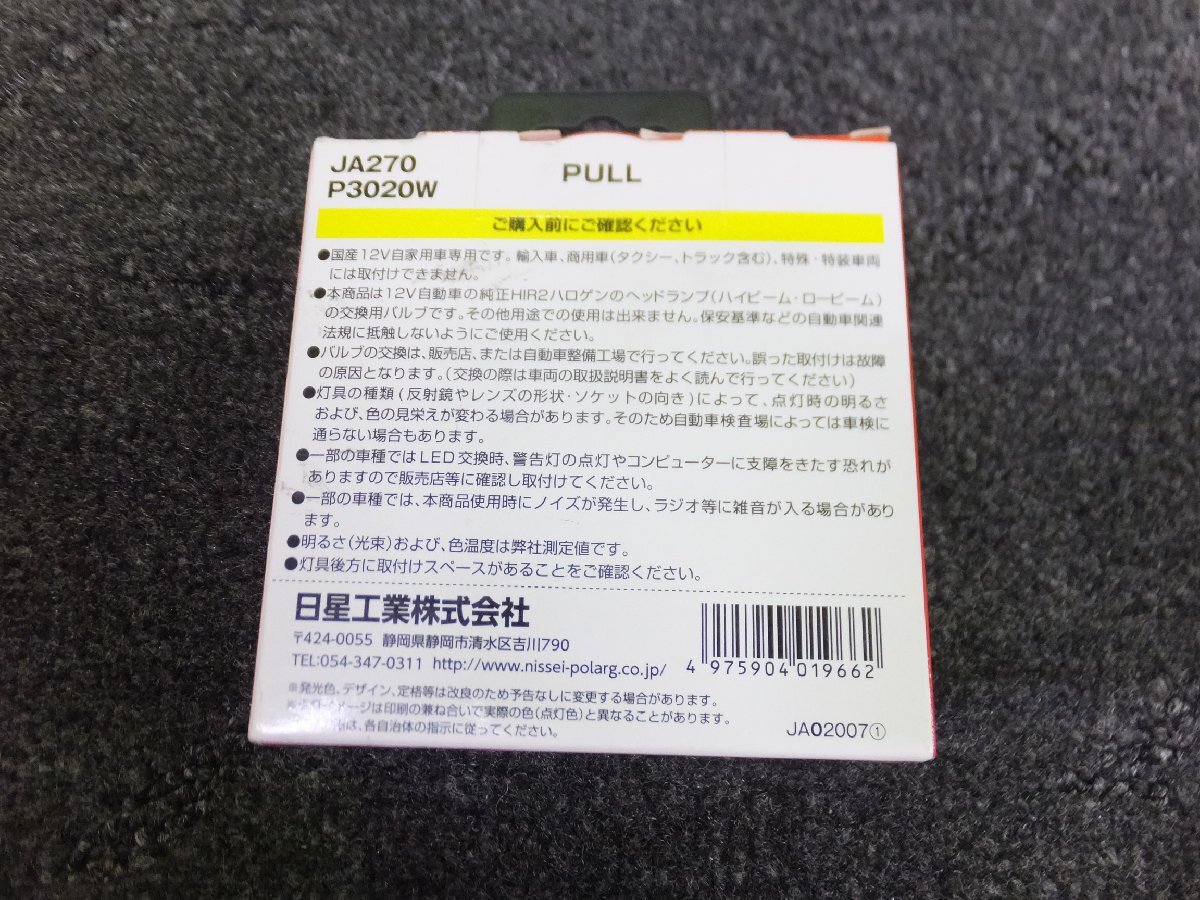 JA270
P3020W
PULL
ご購入前にご確認ください
●国産12V自家用車専用です。輸入車、商用車(タクシー、トラック含む)、特殊・特装車両
には取付けできません。
●本商品は12V自動車の純正HIR2ハロゲンのヘッドランプ(ハイビーム・ロービーム)
の交換用バルブです。その他用途での使用は出来ません。保安基準などの自動車関連
法規に抵触しないようにご使用ください。
●バルブの交換は、販売店、または自動車整備工場で行ってください。誤った取付けは故障
の原因となります。(交換の際は車両の取扱説明書をよく読んで行ってください)
●灯具の種類(反射鏡やレンズの形状・ソケットの向き)によって、点灯時の明るさ
および、色の見栄えが変わる場合があります。そのため自動車検査場によっては車検に
通らない場合もあります。
●一部の車種ではLED交換時、警告灯の点灯やコンピューターに支障をきたす恐れが
ありますので販売店等に確認し取付けてください。
●一部の車種では、本商品使用時にノイズが発生し、ラジオ等に雑音が入る場合があり
ます。
●明るさ(光束)および、色温度は弊社測定値です。
●灯具後方に取付けスペースがあることをご確認ください。
日星工業株式会社
〒424-0055 静岡県静岡市清水区吉川790
TEL:054-347-0311 http://www.nissei-polarg.co.jp/
4 975904 019662
※発光色、デザイン、定格等は改良のため予告なしに変更する場合があります。
イメージは印刷の兼ね合いで実際の色(点灯色)と異なることがあります。
は、各自治体の指示に従ってください。
JA02007①